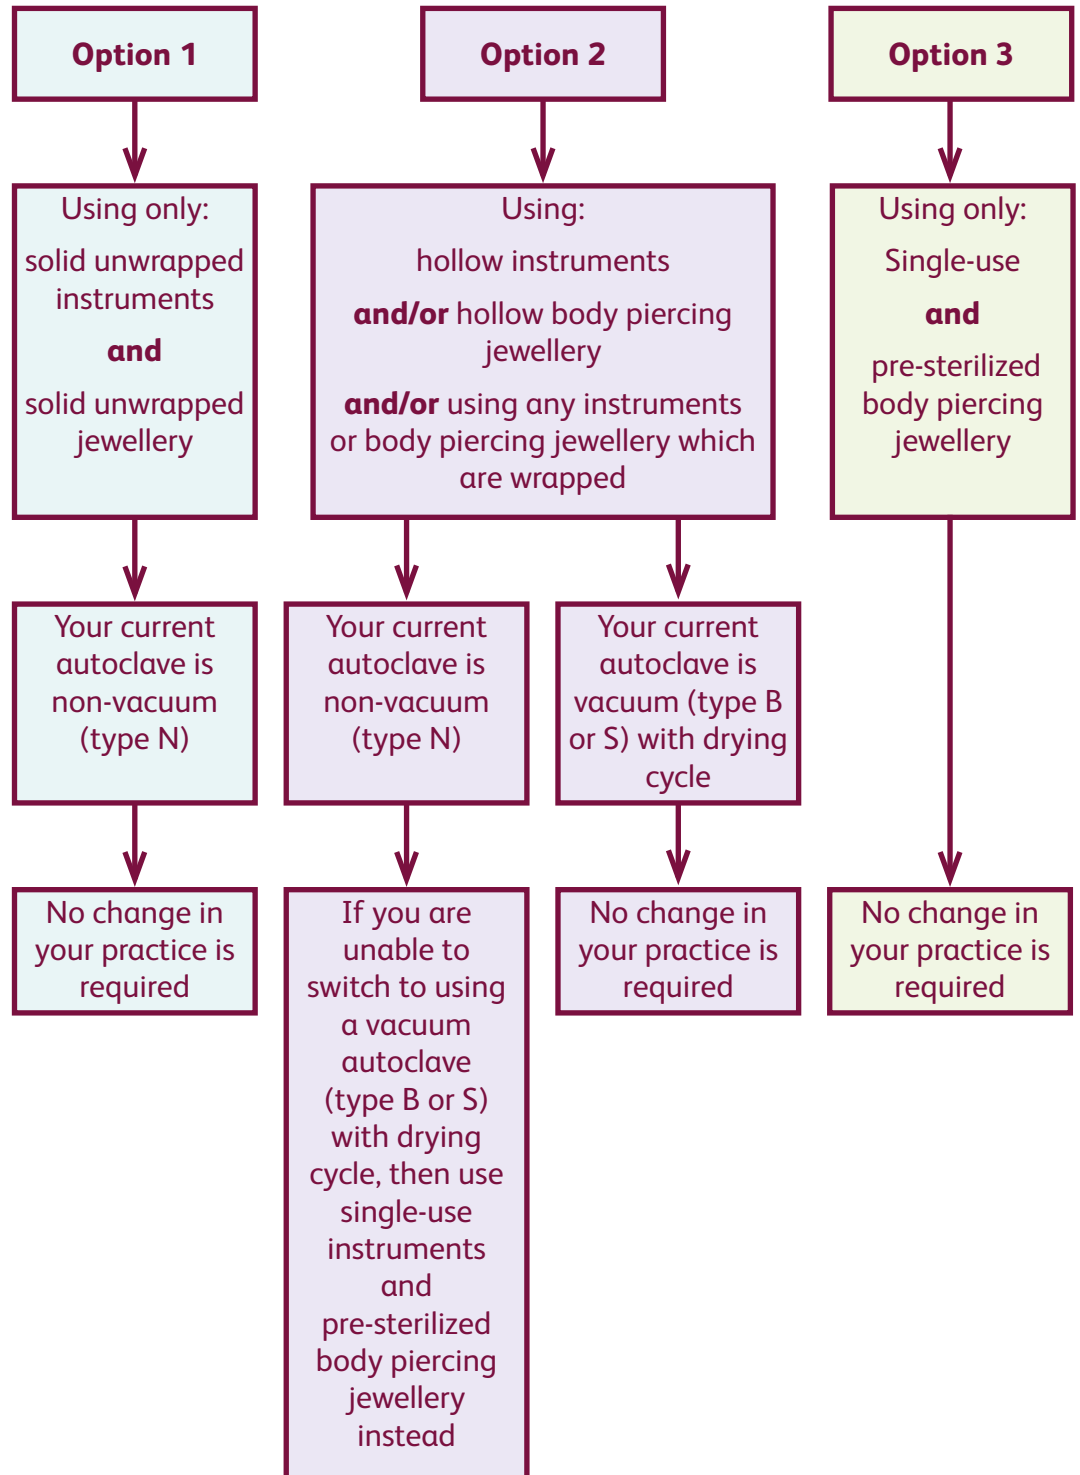 Option 1
Option 2
Option 3
Using only:
solid unwrapped
instruments
and
solid unwrapped
jewellery
Using:
hollow instruments
and/or hollow body piercing
jewellery
and/or using any instruments
or body piercing jewellery which
are wrapped
Using only:
Single-use
and
pre-sterilized
body piercing
jewellery
Your current
autoclave is
non-vacuum
(type N)
Your current
autoclave is
non-vacuum
(type N)
Your current
autoclave is
vacuum (type B
or S) with drying
cycle
No change in
your practice is
required
If you are
unable to
switch to using
a vacuum
autoclave
(type B or S)
with drying
cycle, then use
single-use
instruments
and
pre-sterilized
body piercing
jewellery
instead
No change in
your practice is
required
No change in
your practice is
required